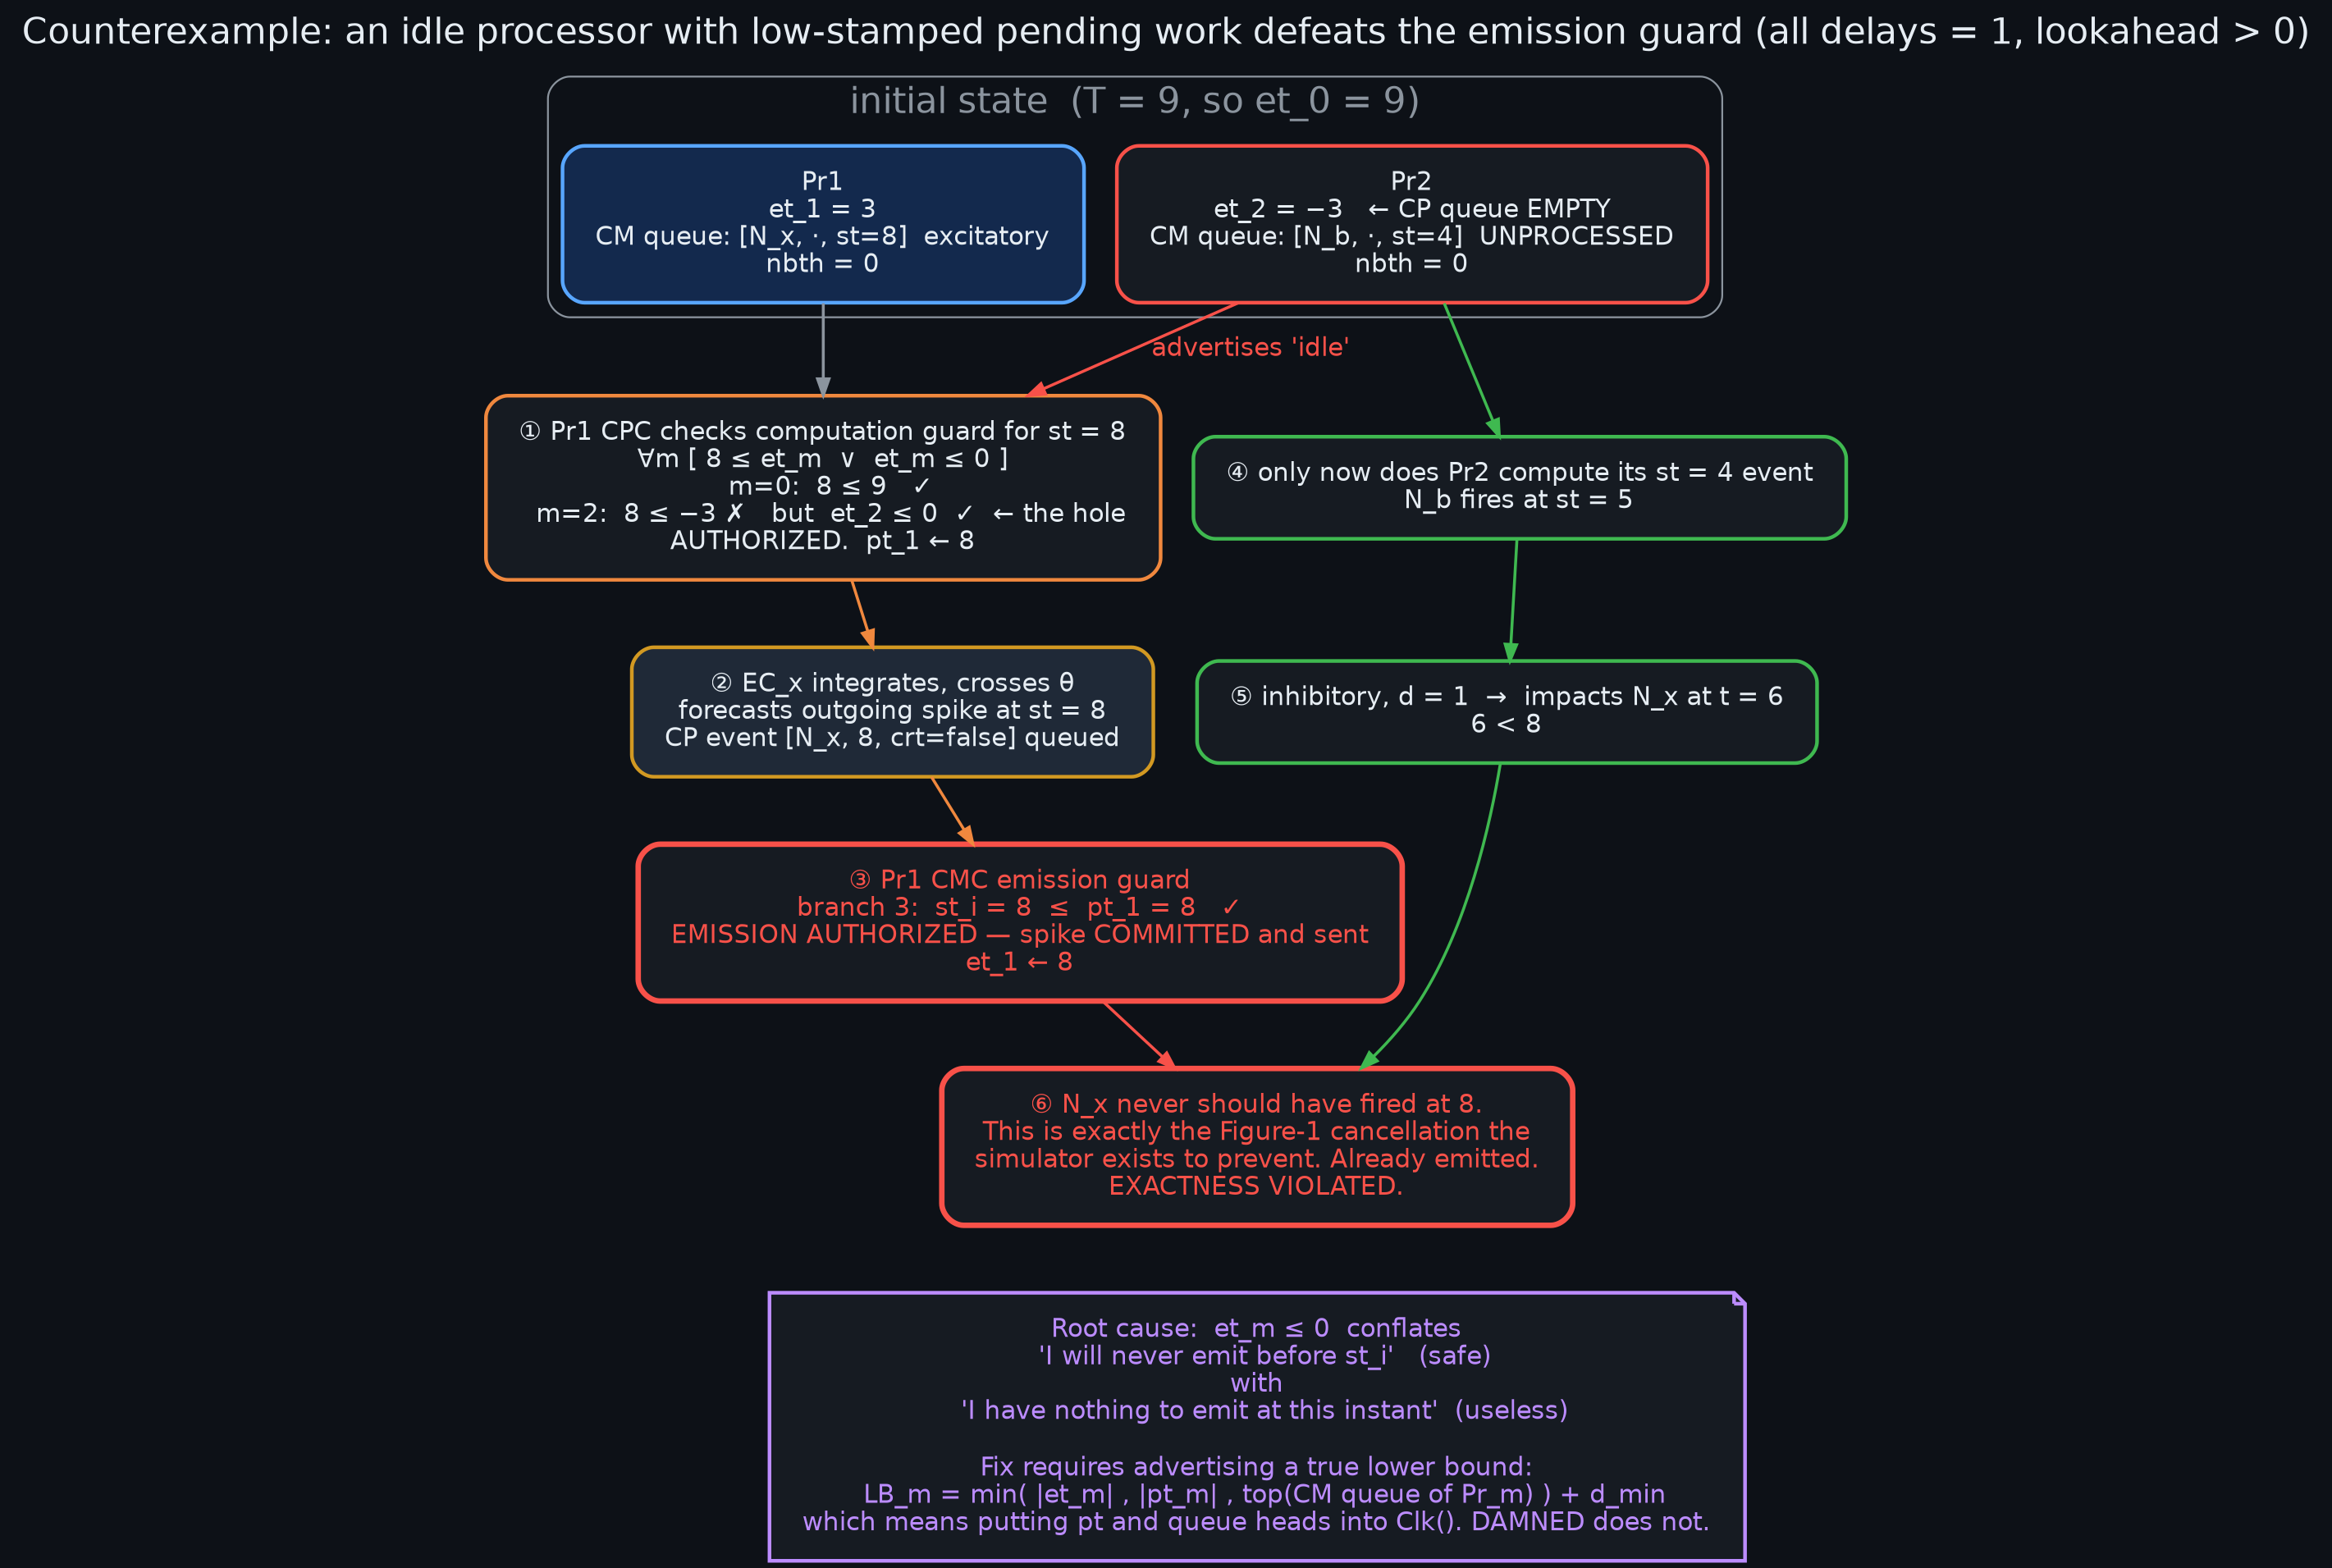 Counterexample: an idle processor with low-stamped pending work defeats the emission guard (all delays = 1, lookahead > 0)
initial state  (T = 9, so et_0 = 9)
Pr1
et_1 = 3
CM queue: [N_x, ·, st=8]  excitatory
nbth = 0
Pr2
et_2 = −3   ← CP queue EMPTY
CM queue: [N_b, ·, st=4]  UNPROCESSED
nbth = 0
advertises 'idle'
① Pr1 CPC checks computation guard for st = 8
∀m [ 8 ≤ et_m  ∨  et_m ≤ 0 ]
m=0:  8 ≤ 9   ✓
m=2:  8 ≤ −3 ✗   but  et_2 ≤ 0  ✓  ← the hole
AUTHORIZED.  pt_1 ← 8
④ only now does Pr2 compute its st = 4 event
N_b fires at st = 5
② EC_x integrates, crosses θ
forecasts outgoing spike at st = 8
CP event [N_x, 8, crt=false] queued
⑤ inhibitory, d = 1  →  impacts N_x at t = 6
6 < 8
③ Pr1 CMC emission guard
branch 3:  st_i = 8  ≤  pt_1 = 8   ✓
EMISSION AUTHORIZED — spike COMMITTED and sent
et_1 ← 8
⑥ N_x never should have fired at 8.
This is exactly the Figure-1 cancellation the
simulator exists to prevent. Already emitted.
EXACTNESS VIOLATED.
Root cause:  et_m ≤ 0  conflates
'I will never emit before st_i'   (safe)
with
'I have nothing to emit at this instant'  (useless)
Fix requires advertising a true lower bound:
LB_m = min( |et_m| , |pt_m| , top(CM queue of Pr_m) ) + d_min
which means putting pt and queue heads into Clk(). DAMNED does not.